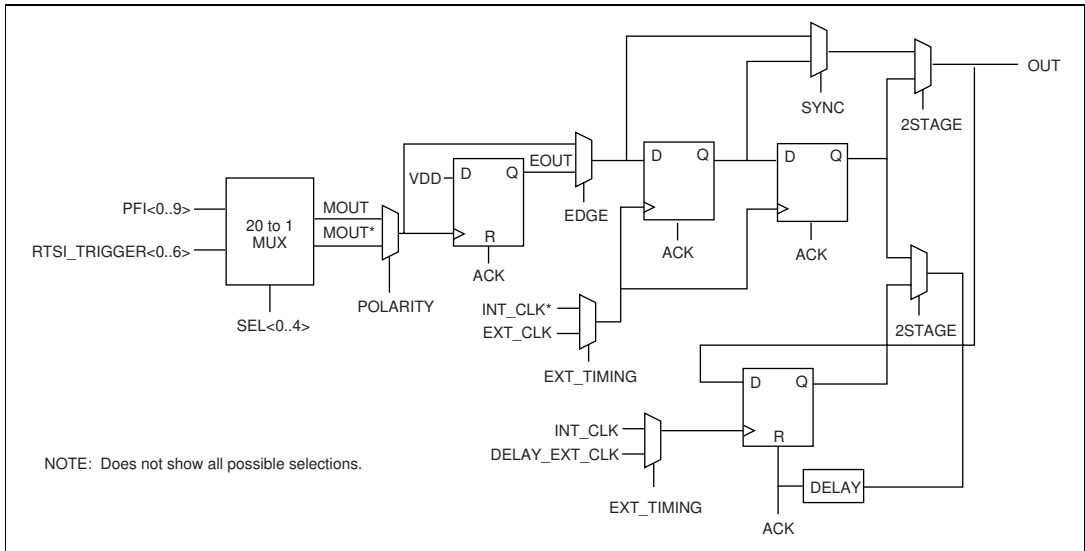 OUT
SYNC
2STAGE
D Q
D Q
EOUT
VDD
D Q
R
EDGE
ACK
ACK
ACK
PFI<0..9>
RTSI_TRIGGER<0..6>
20 to 1
MUX
MOUT
MOUT*
POLARITY
SEL<0..4>
INT_CLK*
EXT_CLK
EXT_TIMING
2STAGE
D Q
R
INT_CLK
DELAY_EXT_CLK
EXT_TIMING
DELAY
ACK
NOTE: Does not show all possible selections.